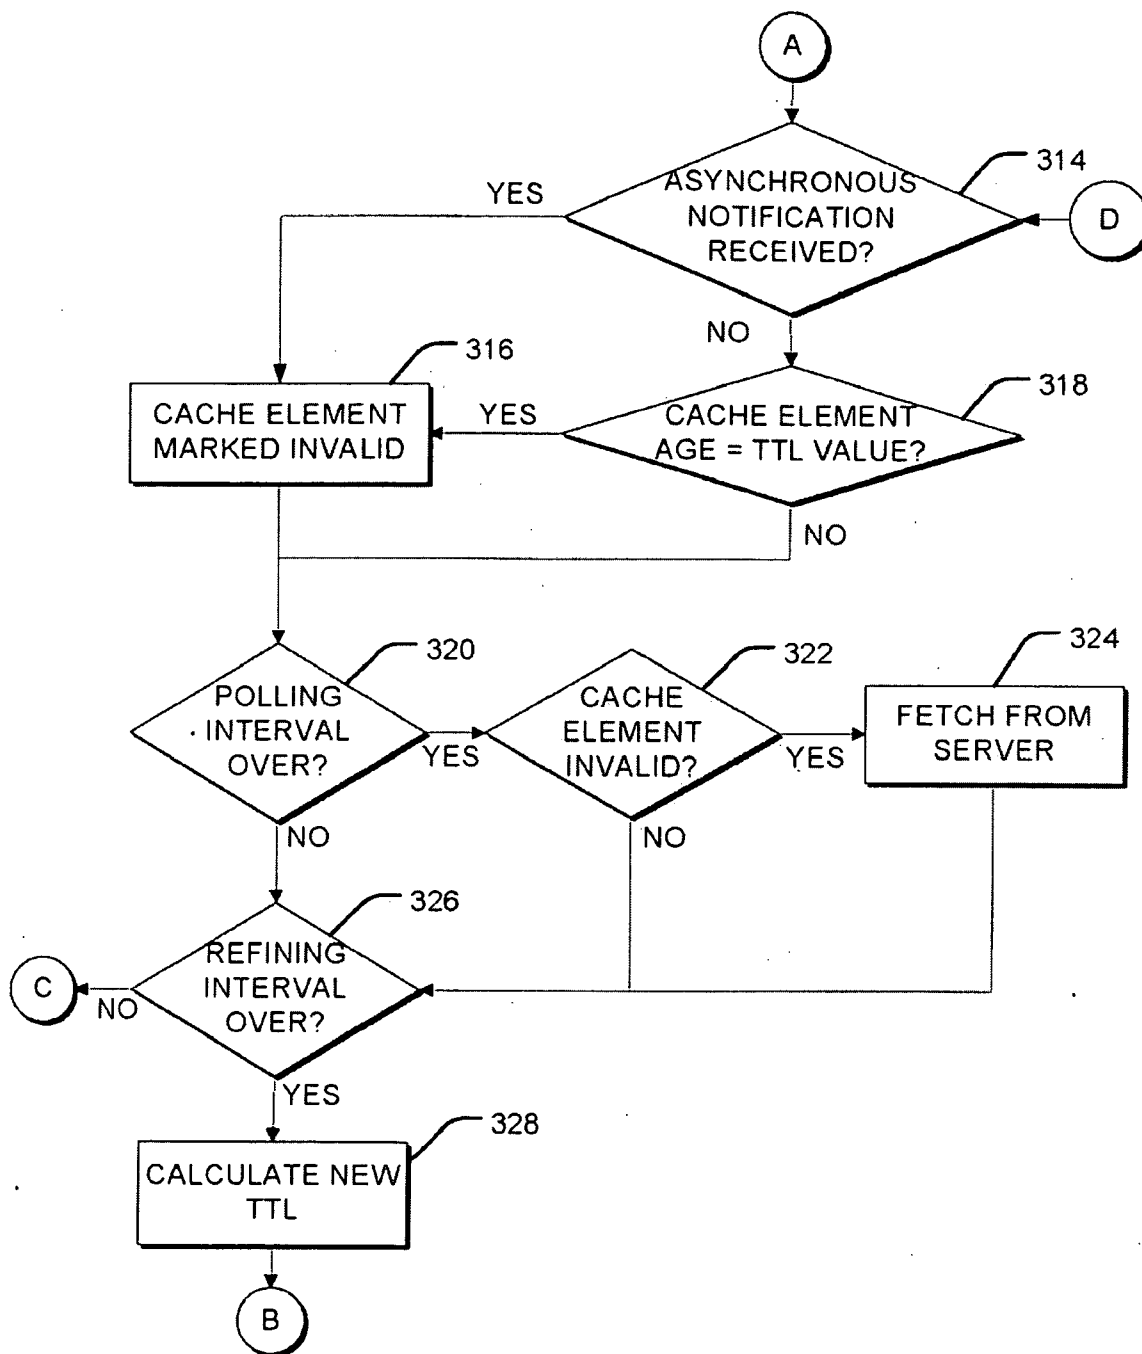 A
314
ASYNCHRONOUS
NOTIFICATION
RECEIVED?
YES
D
NO
316
318
CACHE ELEMENT
MARKED INVALID
YES
CACHE ELEMENT
AGE = TTL VALUE?
NO
320
322
324
POLLING
INTERVAL
OVER?
YES
CACHE
ELEMENT
INVALID?
YES
FETCH FROM
SERVER
NO
NO
326
REFINING
INTERVAL
OVER?
C
NO
YES
328
CALCULATE NEW
TTL
B